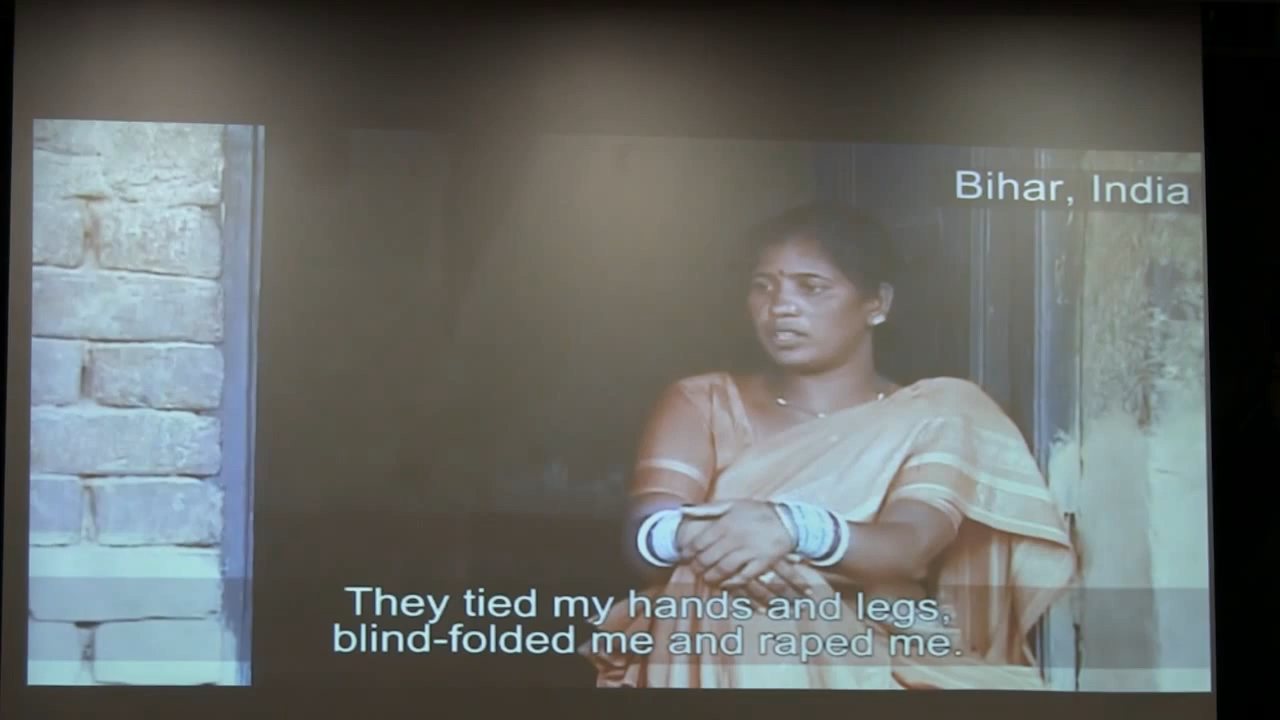 Bihar, India
They tied my hands and legs,
blind-folded me and raped me.